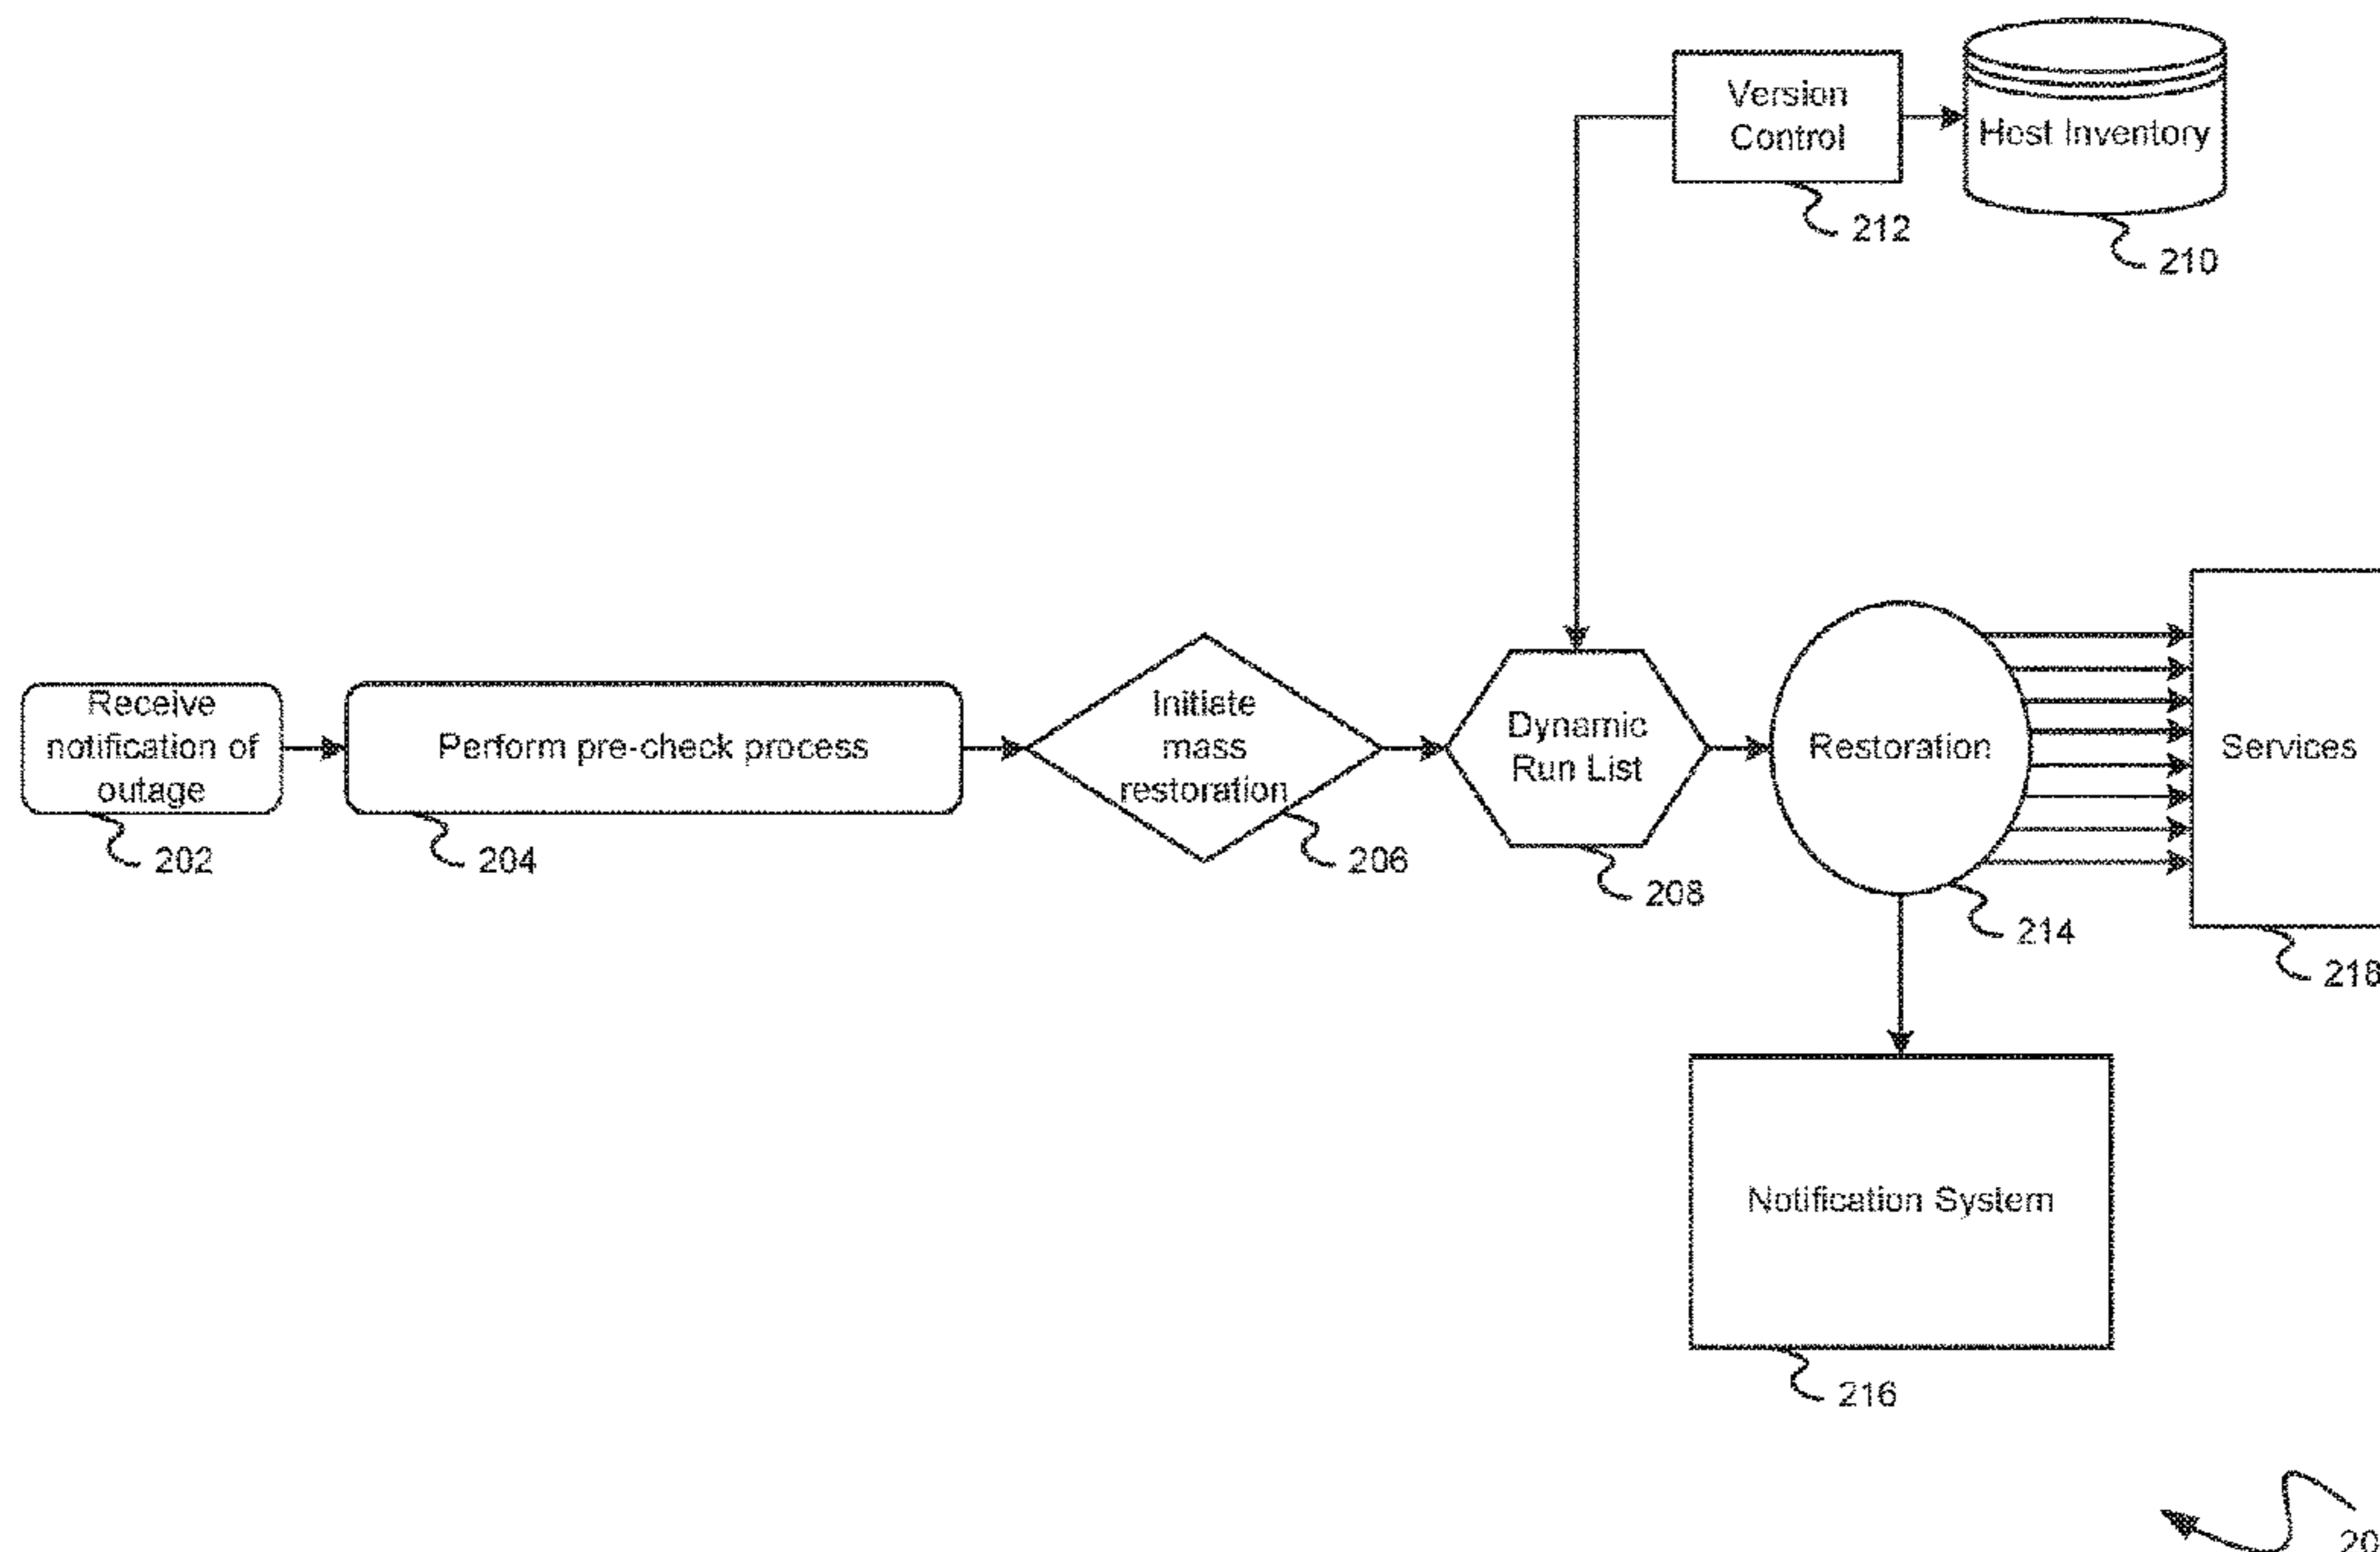 Version
Control
Host Inventory
212
210
Receive
notification of
outage
202
Perform pre-check process
204
Initiate
mass
restoration
206
Dynamic
Run List
208
Restoration
214
Services
218
Notification System
216